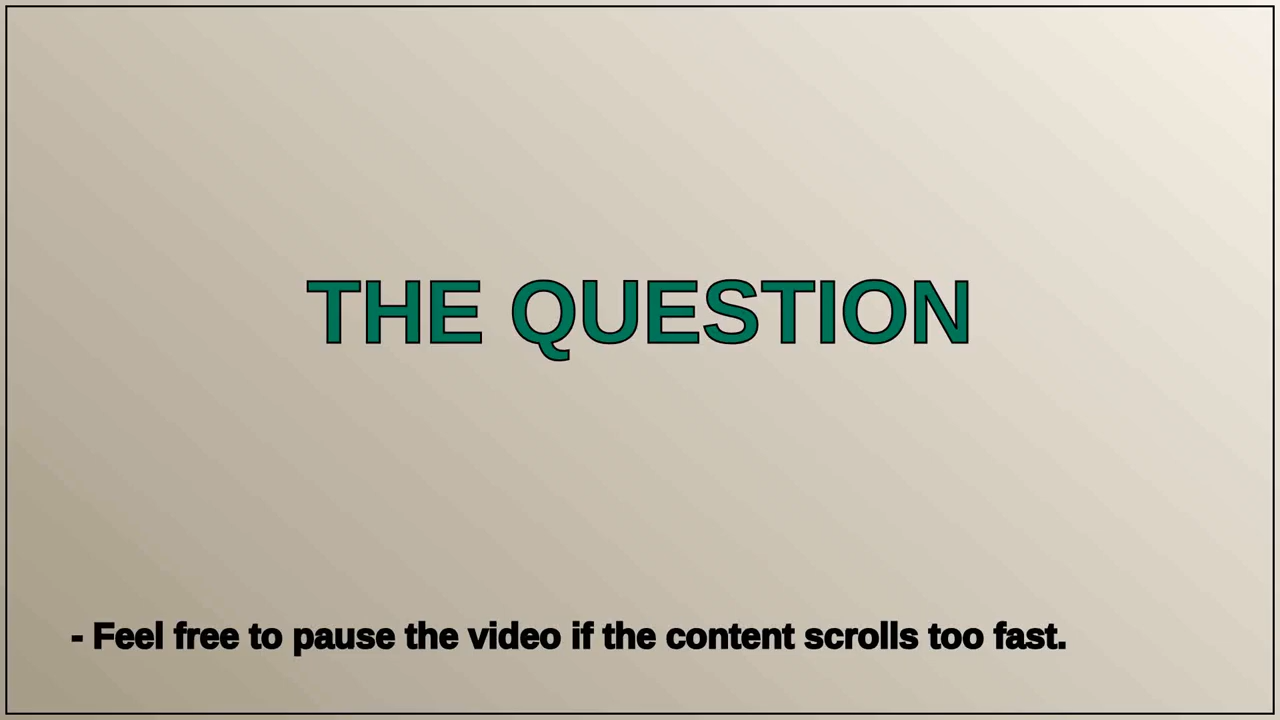 THE QUESTION
- Feel free to pause the video if the content scrolls too fast.